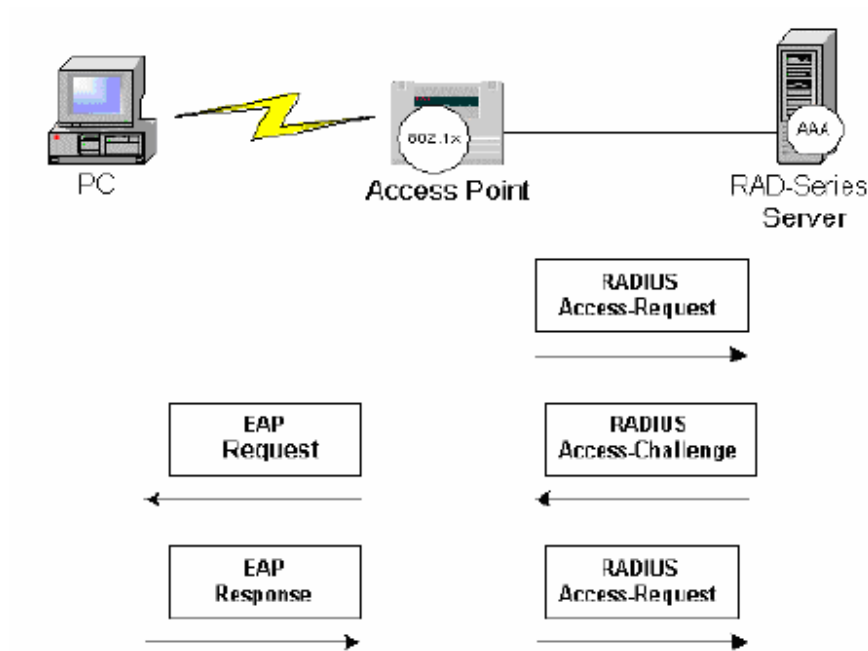 802.1x
AAA
PC
Access Point
RAD-Series
Server
RADIUS
Access-Request
EAP
Request
RADIUS
Access-Challenge
EAP
Response
RADIUS
Access-Request